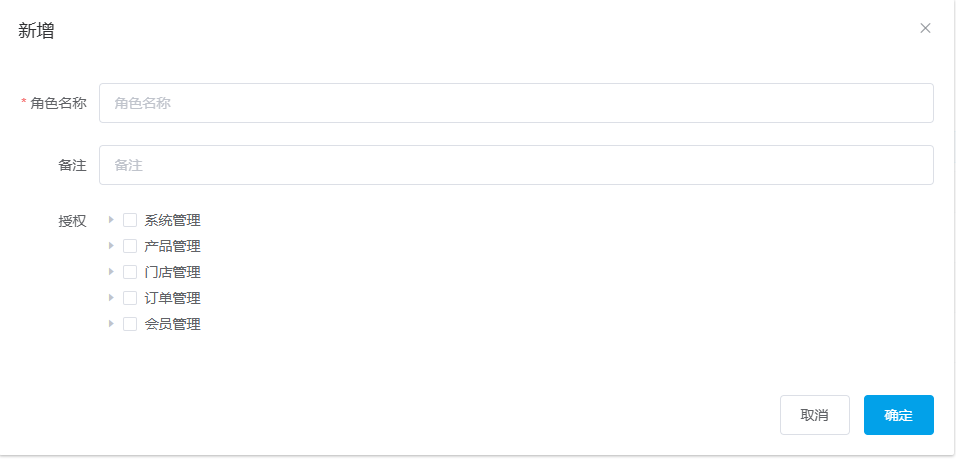 新增
* 角色名称 角色名称
备注 备注
授权 系统管理
产品管理
门店管理
订单管理
会员管理
取消 确定